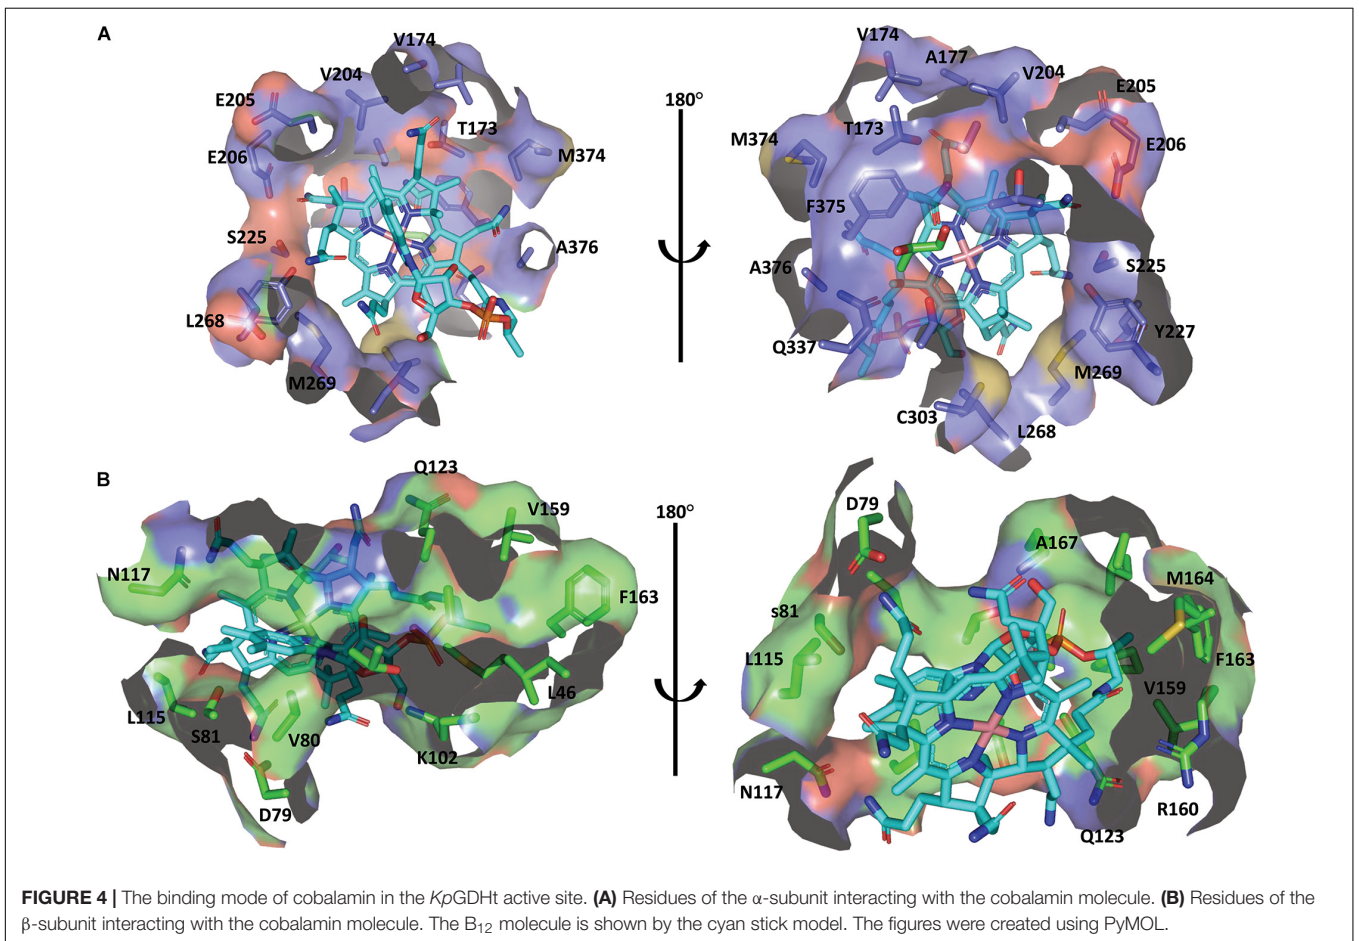 A
V174
V204
E205
T173
E206
M374
S225
A376
L268
M269
180°
V174
A177
V204
E205
M374
T173
E206
F375
A376
S225
Q337
Y227
M269
C303
L268
B
Q123
V159
N117
F163
L46
L115
S81
V80
K102
D79
180°
D79
A167
M164
s81
L115
F163
V159
N117
R160
Q123
FIGURE 4 | The binding mode of cobalamin in the KpGDHt active site. (A) Residues of the α-subunit interacting with the cobalamin molecule. (B) Residues of the
β-subunit interacting with the cobalamin molecule. The B12 molecule is shown by the cyan stick model. The figures were created using PyMOL.